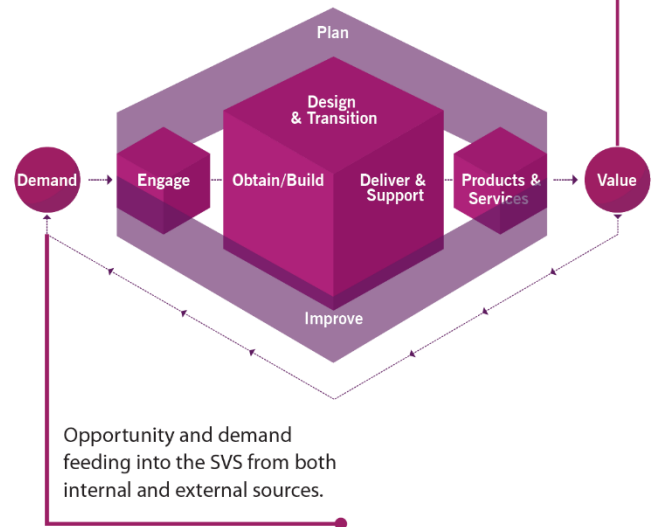 Plan
Design
& Transition
Demand
Engage
Obtain/Build
Deliver &
Support
Products &
Services
Value
Improve
Opportunity and demand
feeding into the SVS from both
internal and external sources.